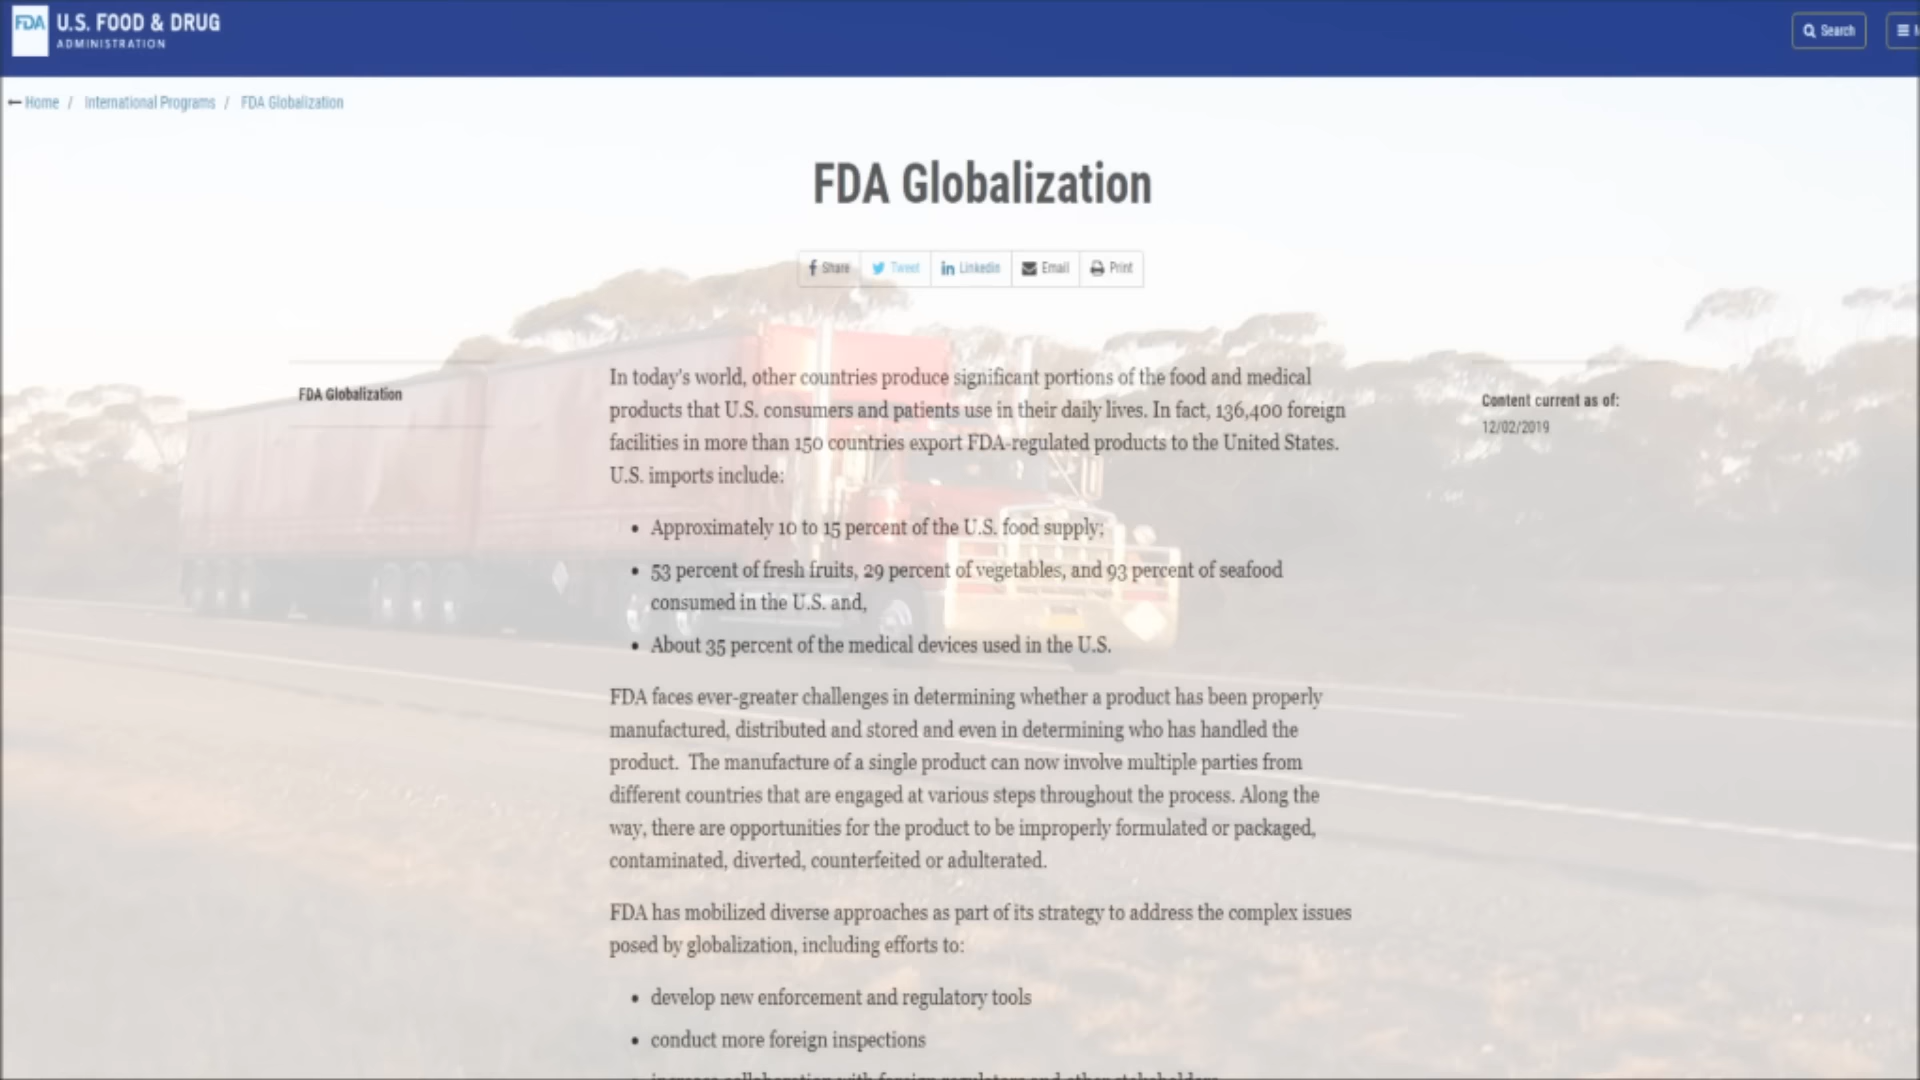 FDA U.S. FOOD & DRUG
ADMINISTRATION
Search
Home / International Programs / FDA Globalization
FDA Globalization
Share Tweet Linkedin Email Print
FDA Globalization
Content current as of:
12/02/2019
In today's world, other countries produce significant portions of the food and medical
products that U.S. consumers and patients use in their daily lives. In fact, 136,400 foreign
facilities in more than 150 countries export FDA-regulated products to the United States.
U.S. imports include:
• Approximately 10 to 15 percent of the U.S. food supply;
• 53 percent of fresh fruits, 29 percent of vegetables, and 93 percent of seafood
consumed in the U.S. and,
• About 35 percent of the medical devices used in the U.S.
FDA faces ever-greater challenges in determining whether a product has been properly
manufactured, distributed and stored and even in determining who has handled the
product. The manufacture of a single product can now involve multiple parties from
different countries that are engaged at various steps throughout the process. Along the
way, there are opportunities for the product to be improperly formulated or packaged,
contaminated, diverted, counterfeited or adulterated.
FDA has mobilized diverse approaches as part of its strategy to address the complex issues
posed by globalization, including efforts to:
• develop new enforcement and regulatory tools
• conduct more foreign inspections
• increase collaboration with foreign regulators and other stakeholders